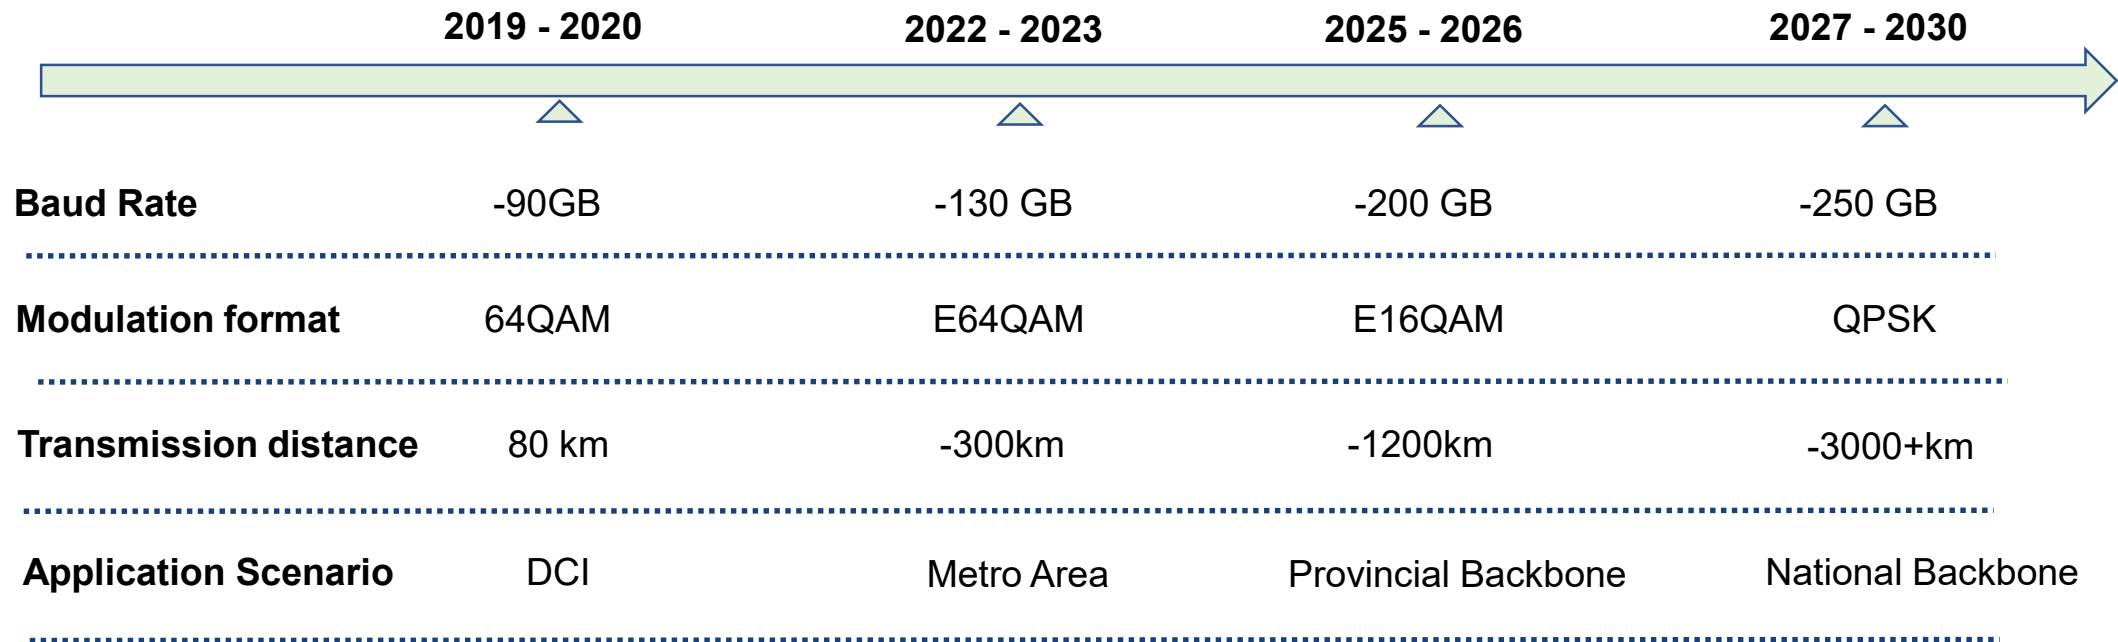 2019 - 2020 2022 - 2023 2025 - 2026 2027 - 2030
Baud Rate -90GB -130 GB -200 GB -250 GB
Modulation format 64QAM E64QAM E16QAM QPSK
Transmission distance 80 km -300km -1200km -3000+km
Application Scenario DCI Metro Area Provincial Backbone National Backbone